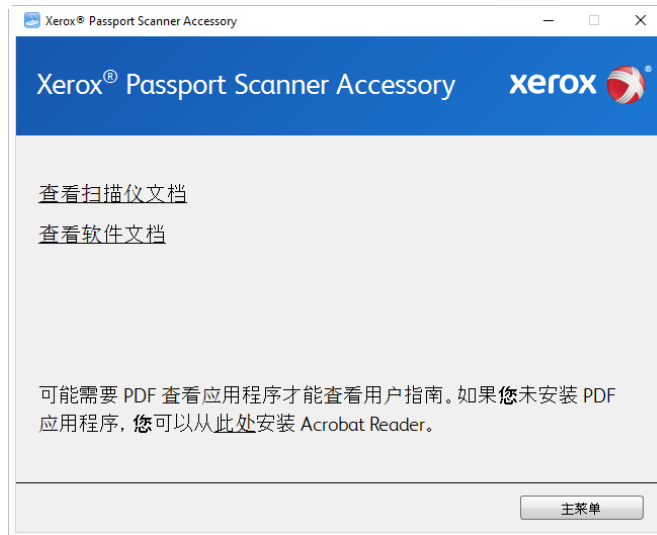 Xerox® Passport Scanner Accessory
Xerox® Passport Scanner Accessory
xerox ®
查看扫描仪文档
查看软件文档
可能需要 PDF 查看应用程序才能查看用户指南。如果您未安装 PDF
应用程序，您可以从此处安装 Acrobat Reader。
主菜单